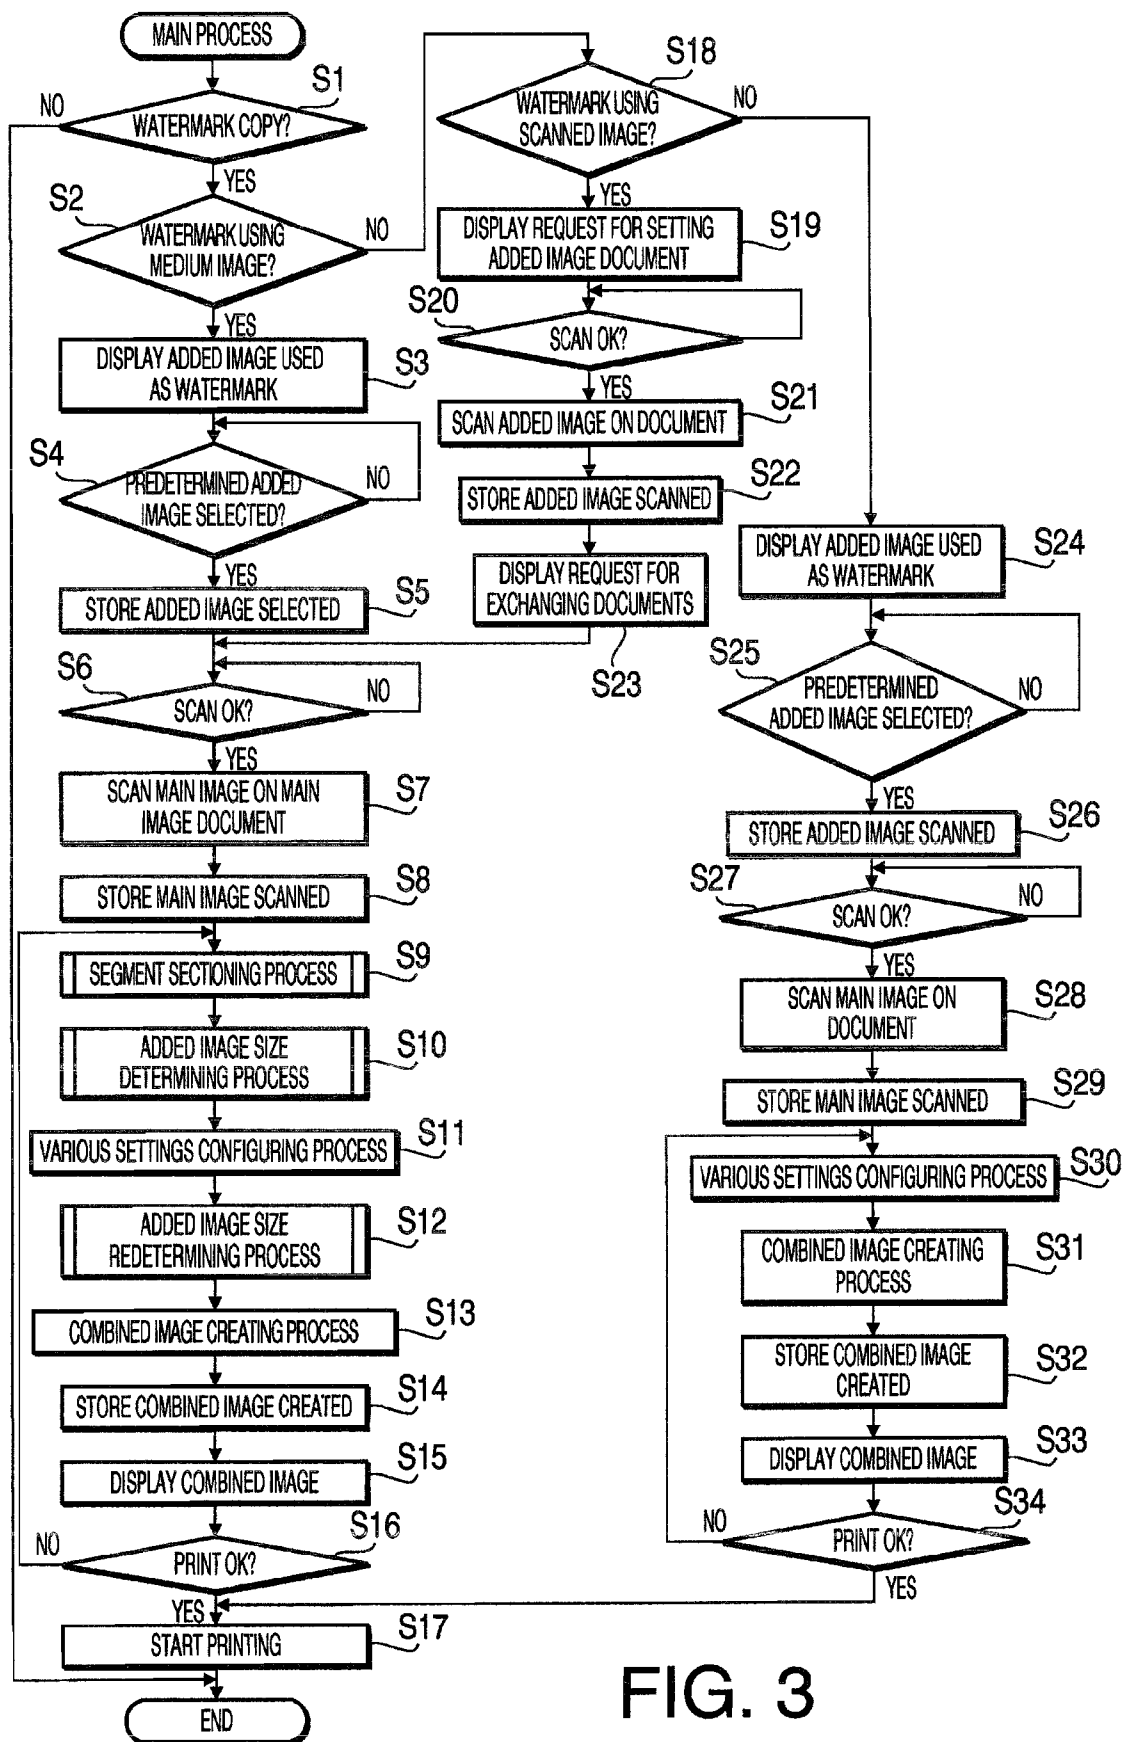 MAIN PROCESS
S1
NO
WATERMARK COPY?
YES
S2
WATERMARK USING
MEDIUM IMAGE?
NO
YES
DISPLAY ADDED IMAGE USED
AS WATERMARK
S3
S4
PREDETERMINED ADDED
IMAGE SELECTED?
NO
YES
STORE ADDED IMAGE SELECTED
S5
S6
SCAN OK?
NO
YES
SCAN MAIN IMAGE ON MAIN
IMAGE DOCUMENT
S7
STORE MAIN IMAGE SCANNED
S8
SEGMENT SECTIONING PROCESS
S9
ADDED IMAGE SIZE
DETERMINING PROCESS
S10
VARIOUS SETTINGS CONFIGURING PROCESS
S11
ADDED IMAGE SIZE
REDETERMINING PROCESS
S12
COMBINED IMAGE CREATING PROCESS
S13
STORE COMBINED IMAGE CREATED
S14
DISPLAY COMBINED IMAGE
S15
S16
NO
PRINT OK?
YES
START PRINTING
S17
END
S18
WATERMARK USING
SCANNED IMAGE?
NO
YES
DISPLAY REQUEST FOR SETTING
ADDED IMAGE DOCUMENT
S19
S20
SCAN OK?
YES
SCAN ADDED IMAGE ON DOCUMENT
S21
STORE ADDED IMAGE SCANNED
S22
DISPLAY REQUEST FOR
EXCHANGING DOCUMENTS
S23
DISPLAY ADDED IMAGE USED
AS WATERMARK
S24
S25
PREDETERMINED
ADDED IMAGE SELECTED?
NO
YES
STORE ADDED IMAGE SCANNED
S26
S27
SCAN OK?
NO
YES
SCAN MAIN IMAGE ON
DOCUMENT
S28
STORE MAIN IMAGE SCANNED
S29
VARIOUS SETTINGS CONFIGURING PROCESS
S30
COMBINED IMAGE CREATING
PROCESS
S31
STORE COMBINED IMAGE
CREATED
S32
DISPLAY COMBINED IMAGE
S33
S34
NO
PRINT OK?
YES
FIG. 3